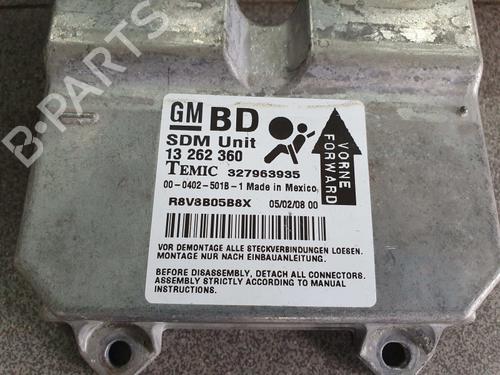 B-PARTS
GM BD
SDM Unit
13 262 360
TEMIC 327963935
00-0402-501B-1 Made in Mexico
R8V8B05B8X 05/02/08 00
VORNE
FORWARD
VOR DEMONTAGE ALLE STECKVERBINDUNGEN LOESEN.
MONTAGE NUR NACH EINBAUANLEITUNG.
BEFORE DISASSEMBLY, DETACH ALL CONNECTORS.
ASSEMBLY STRICTLY ACCORDING TO MANUAL
INSTRUCTIONS.